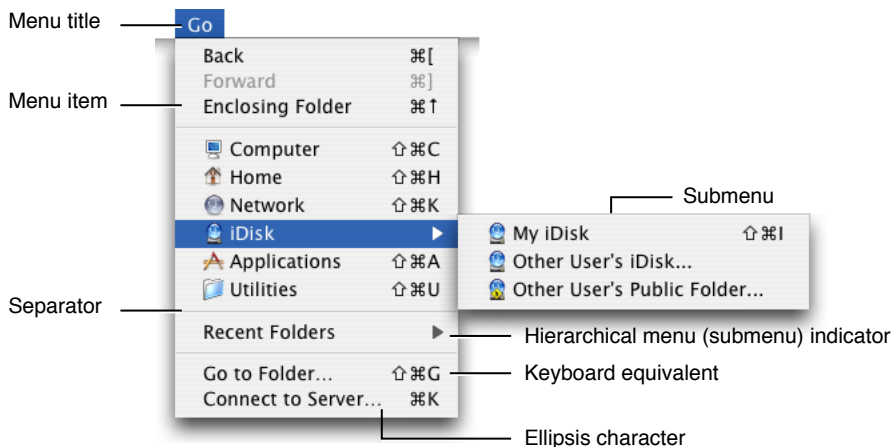 Menu title
Go
Back ⌘[
Forward ⌘]
Menu item
Enclosing Folder ⌘↑
Computer ⇧⌘C
Home ⇧⌘H
Network ⇧⌘K
Submenu
iDisk
My iDisk ⇧⌘I
Applications ⇧⌘A
Other User's iDisk...
Utilities ⇧⌘U
Other User's Public Folder...
Separator
Recent Folders
Hierarchical menu (submenu) indicator
Go to Folder... ⇧⌘G
Keyboard equivalent
Connect to Server... ⌘K
Ellipsis character